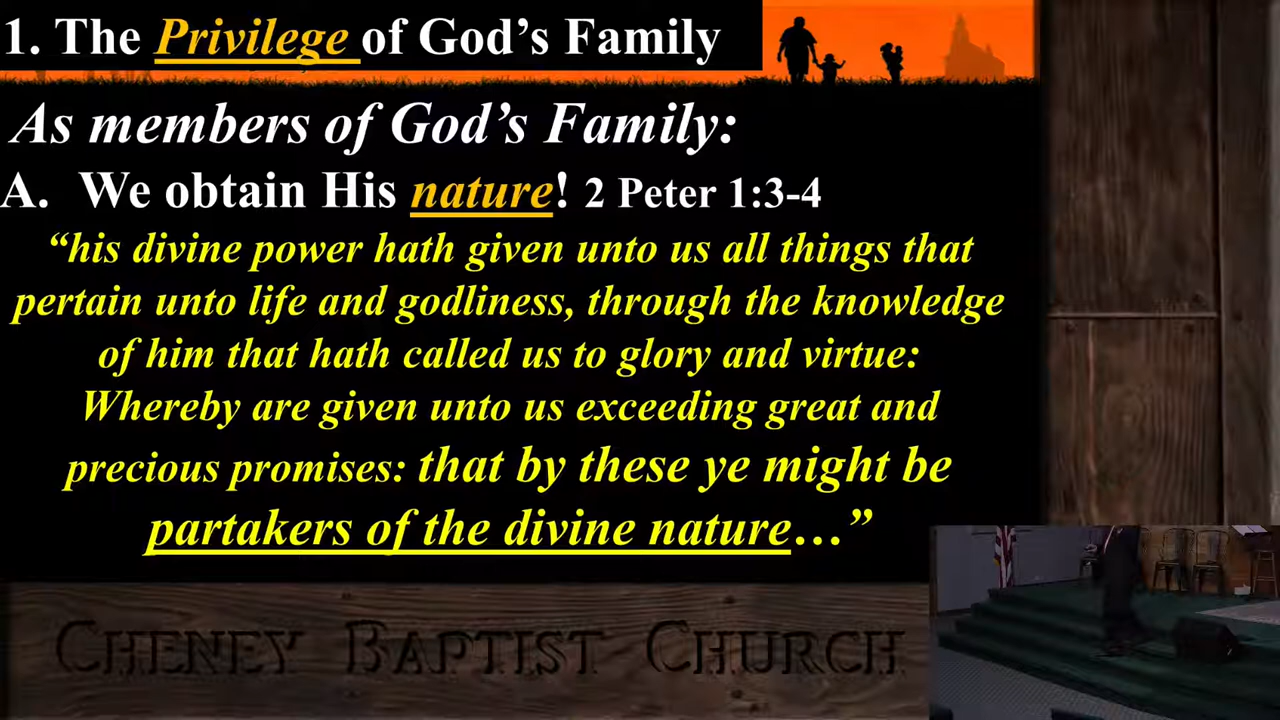 1. The Privilege of God’s Family
As members of God’s Family:
A. We obtain His nature! 2 Peter 1:3-4
“his divine power hath given unto us all things that
pertain unto life and godliness, through the knowledge
of him that hath called us to glory and virtue:
Whereby are given unto us exceeding great and
precious promises: that by these ye might be
partakers of the divine nature…”
CHENEY BAPTIST CHURCH